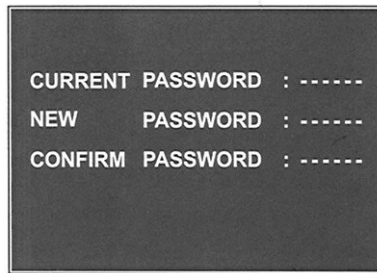 CURRENT PASSWORD : ------
NEW PASSWORD : ------
CONFIRM PASSWORD : ------